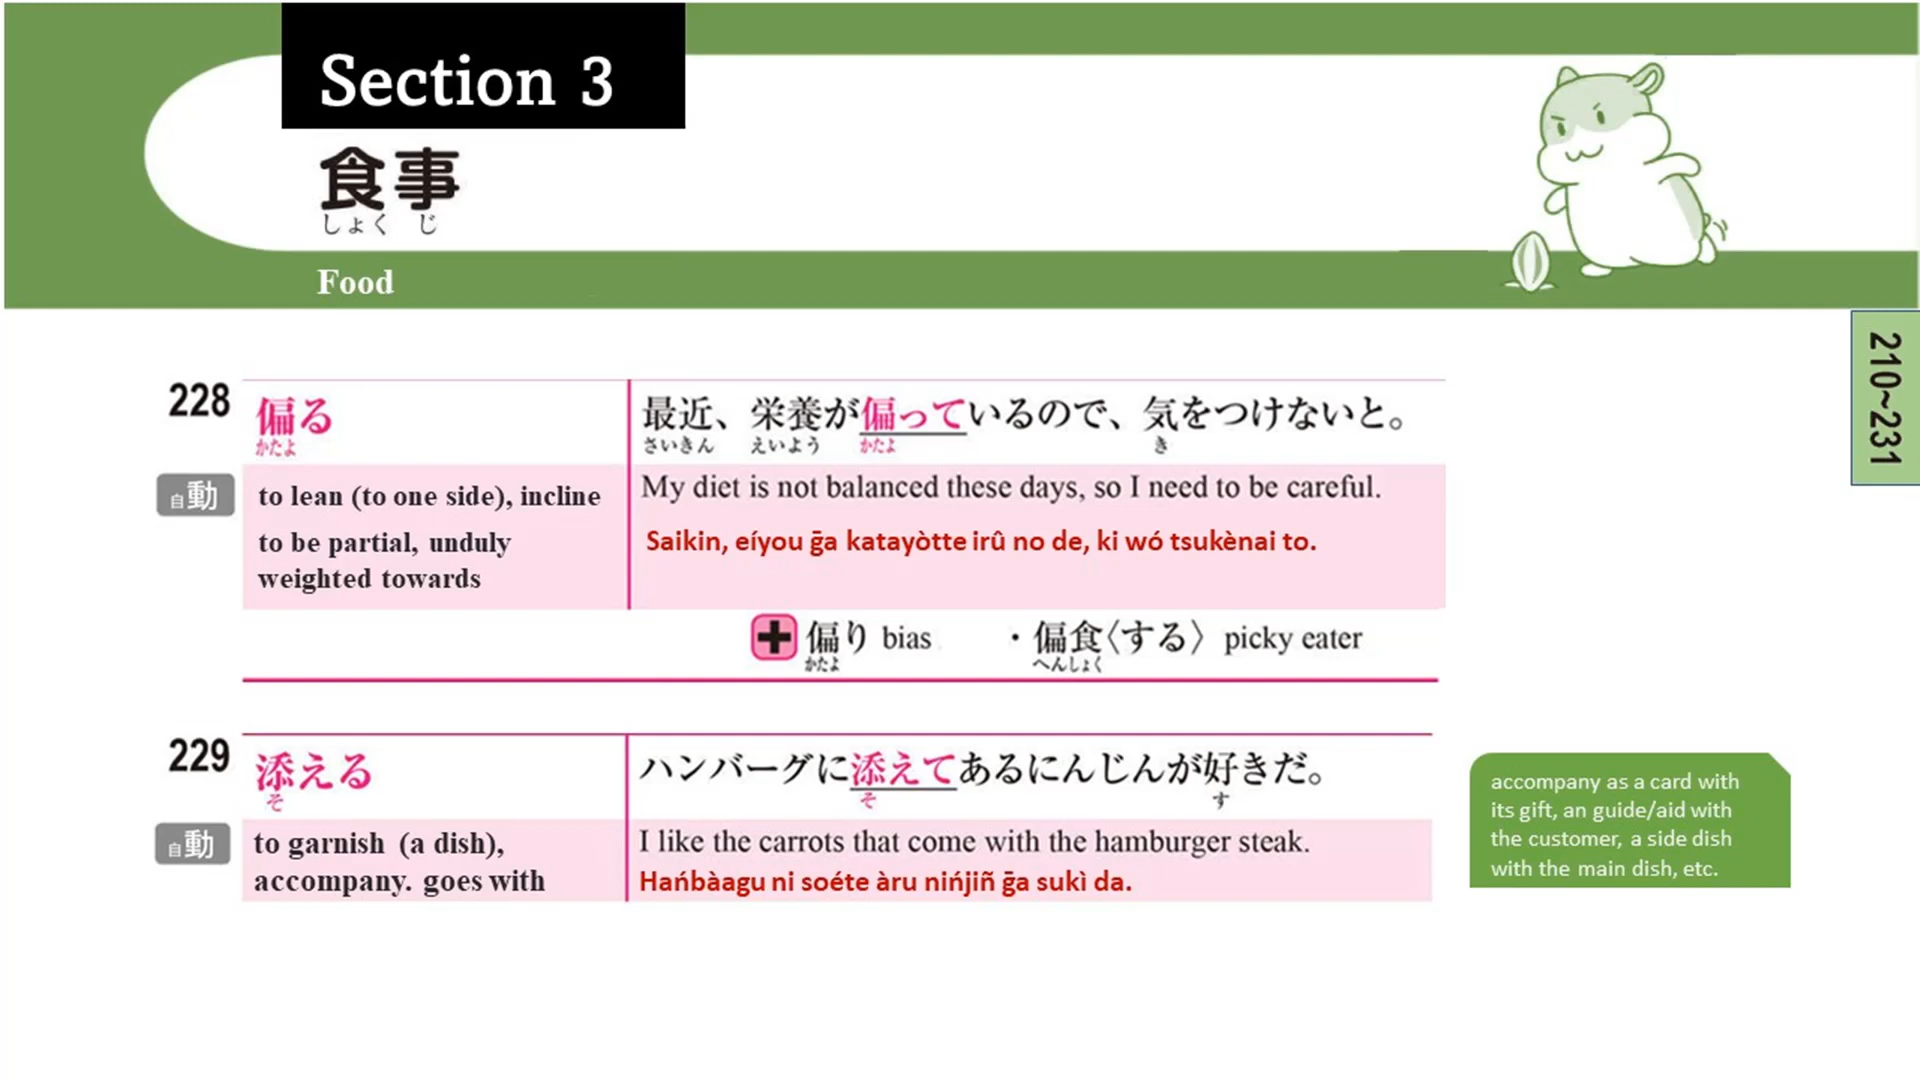 Section 3
食事
しょく じ
Food
210~231
228
偏る
かたよ
最近、栄養が偏っているので、気をつけないと。
さいきん えいよう かたよ き
自動
to lean (to one side), incline
to be partial, unduly
weighted towards
My diet is not balanced these days, so I need to be careful.
Saikin, eíyou ḡa katayòtte irû no de, ki wó tsukènai to.
偏り bias ・偏食〈する〉 picky eater
かたよ へんしょく
229
添える
そ
ハンバーグに添えてあるにんじんが好きだ。
そ す
自動
to garnish (a dish),
accompany. goes with
I like the carrots that come with the hamburger steak.
Hańbàagu ni soéte àru nińjiñ ḡa sukì da.
accompany as a card with
its gift, an guide/aid with
the customer, a side dish
with the main dish, etc.